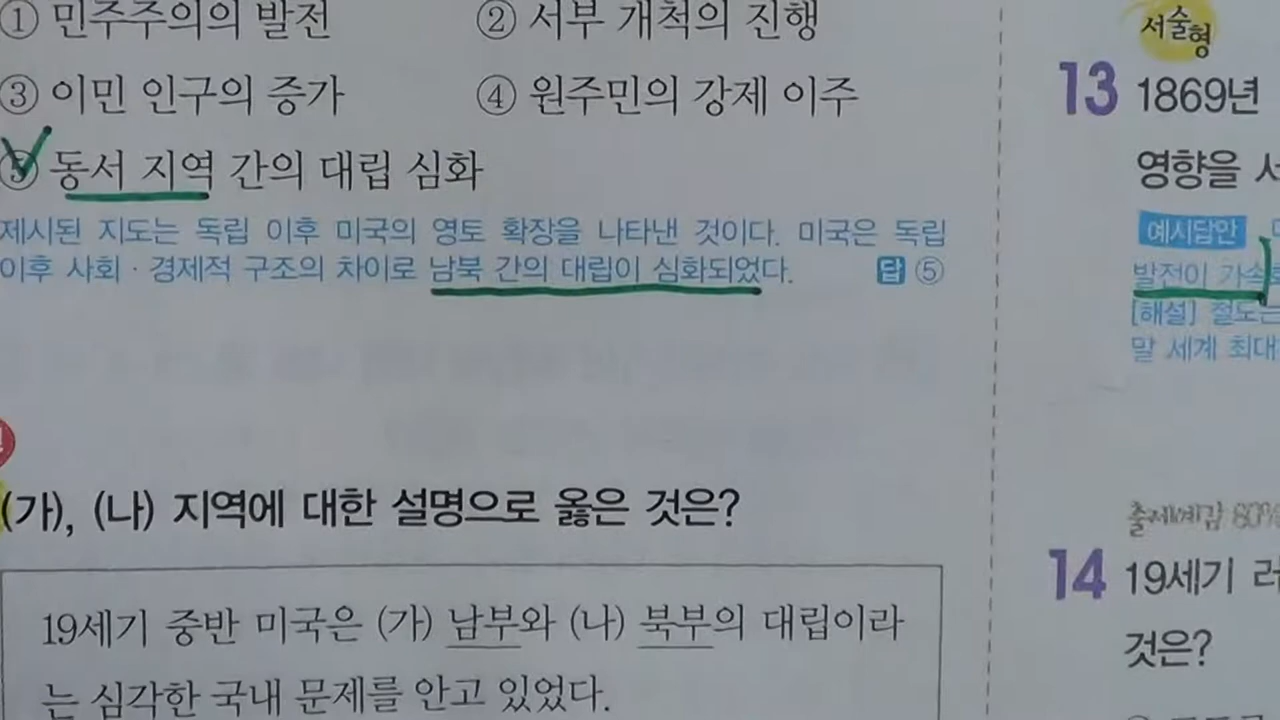 ① 민주주의의 발전
② 서부 개척의 진행
③ 이민 인구의 증가
④ 원주민의 강제 이주
⑤ 동서 지역 간의 대립 심화
제시된 지도는 독립 이후 미국의 영토 확장을 나타낸 것이다. 미국은 독립
이후 사회·경제적 구조의 차이로 남북 간의 대립이 심화되었다.
답 ⑤
(가), (나) 지역에 대한 설명으로 옳은 것은?
19세기 중반 미국은 (가) 남부와 (나) 북부의 대립이라
는 심각한 국내 문제를 안고 있었다.
서술형
13 1869년
영향을
예시답안
발전이 가속
[해설] 절도는
말 세계 최대
출제예감 80%
14 19세기
것은?